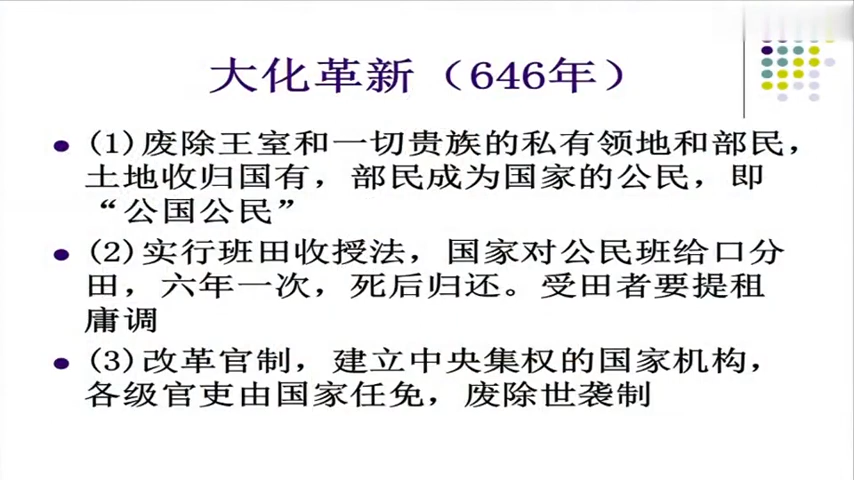 大化革新（646年）
(1)废除王室和一切贵族的私有领地和部民，
土地收归国有，部民成为国家的公民，即
“公国公民”
(2)实行班田收授法，国家对公民班给口分
田，六年一次，死后归还。受田者要提租
庸调
(3)改革官制，建立中央集权的国家机构，
各级官吏由国家任免，废除世袭制